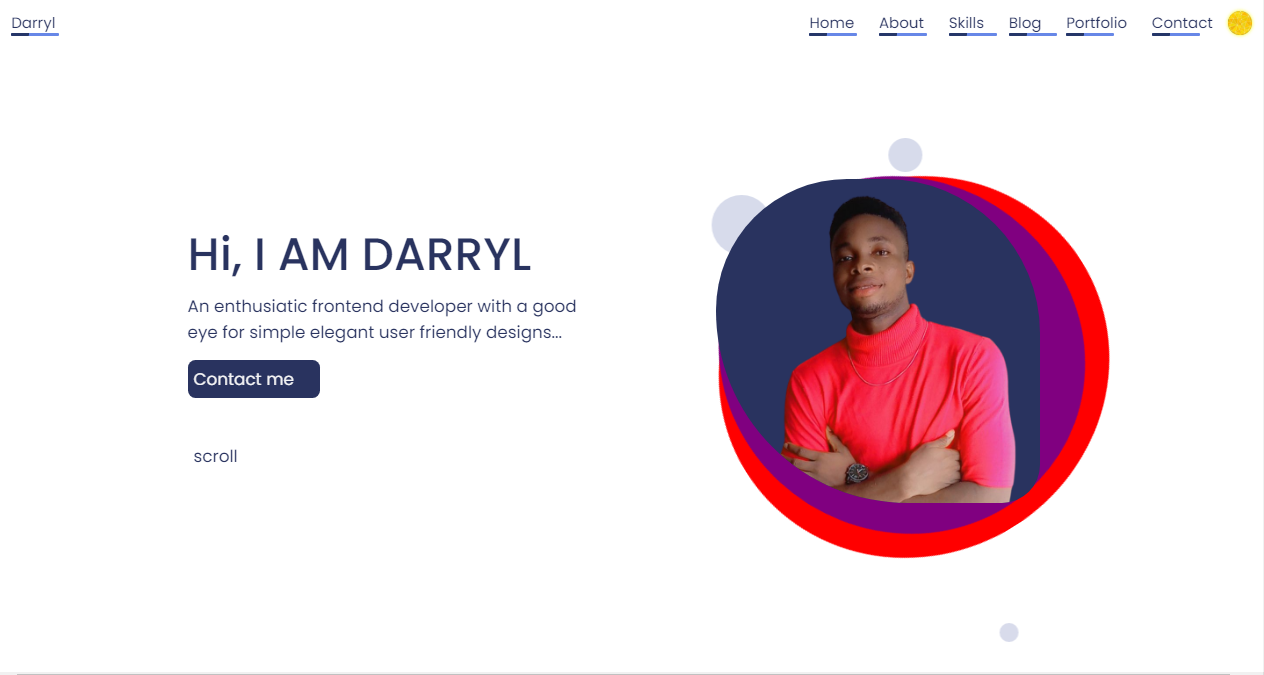 Darryl
Home About Skills Blog Portfolio Contact
Hi, I AM DARRYL
An enthusiatic frontend developer with a good
eye for simple elegant user friendly designs...
Contact me
scroll